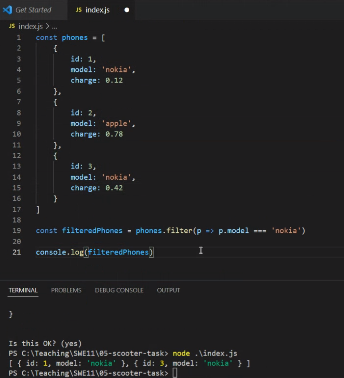 Get Started JS index.js
JS index.js > ...
1 const phones = [
2 {
3 id: 1,
4 model: 'nokia',
5 charge: 0.12
6 },
7 {
8 id: 2,
9 model: 'apple',
10 charge: 0.78
11 },
12 {
13 id: 3,
14 model: 'nokia',
15 charge: 0.42
16 }
17 ]
18
19 const filteredPhones = phones.filter(p => p.model === 'nokia')
20
21 console.log(filteredPhones)
TERMINAL PROBLEMS DEBUG CONSOLE OUTPUT
}
Is this OK? (yes)
PS C:\Teaching\SWE11\05-scooter-task> node .\index.js
[ { id: 1, model: 'nokia' }, { id: 3, model: 'nokia' } ]
PS C:\Teaching\SWE11\05-scooter-task>